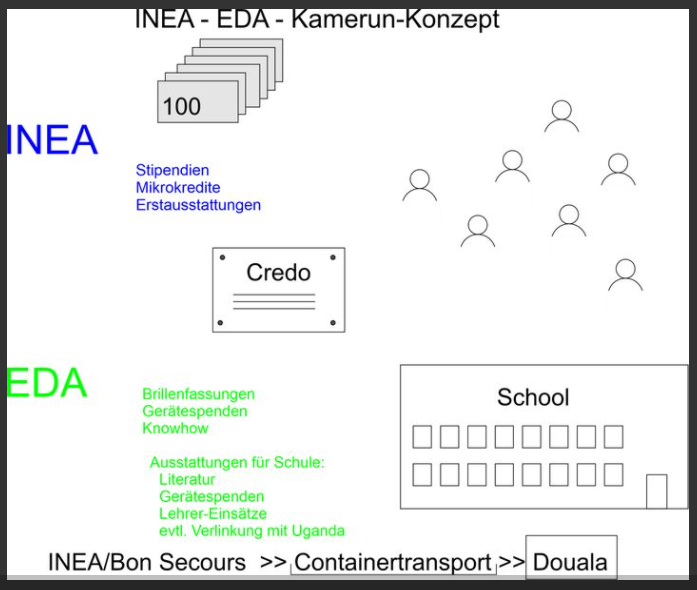 INEA - EDA - Kamerun-Konzept
100
INEA
Stipendien
Mikrokredite
Erstausstattungen
Credo
EDA
Brillenfassungen
Gerätespenden
Knowhow
School
Ausstattungen für Schule:
Literatur
Gerätespenden
Lehrer-Einsätze
evtl. Verlinkung mit Uganda
INEA/Bon Secours >> Containertransport >> Douala